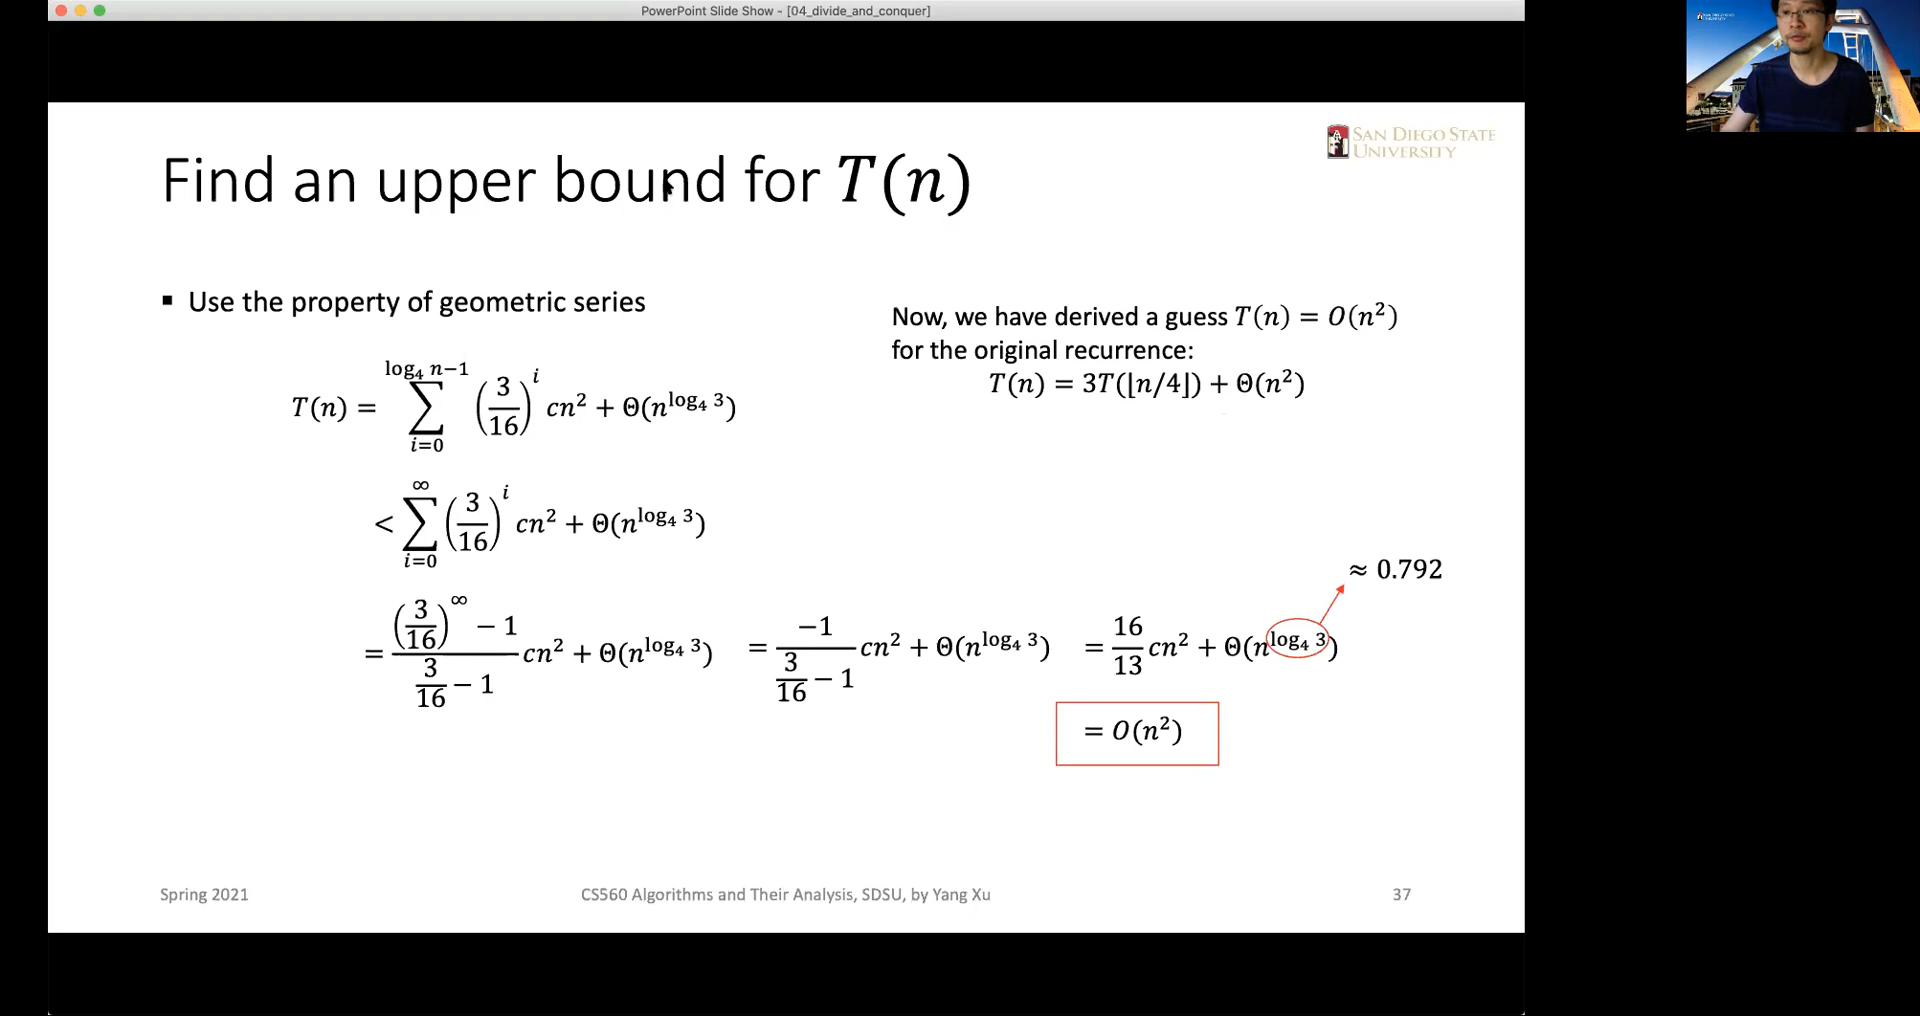 PowerPoint Slide Show - [04_divide_and_conquer]
SAN DIEGO STATE
UNIVERSITY
Find an upper bound for T(n)
▪ Use the property of geometric series
T(n) = ∑_{i=0}^{log₄ n−1} (3/16)^i cn² + Θ(n^{log₄ 3})
< ∑_{i=0}^{∞} (3/16)^i cn² + Θ(n^{log₄ 3})
= ((3/16)^∞ − 1)/(3/16 − 1) cn² + Θ(n^{log₄ 3}) = −1/(3/16 − 1) cn² + Θ(n^{log₄ 3}) = 16/13 cn² + Θ(n^{log₄ 3})
≈ 0.792
= O(n²)
Now, we have derived a guess T(n) = O(n²)
for the original recurrence:
T(n) = 3T(⌊n/4⌋) + Θ(n²)
Spring 2021
CS560 Algorithms and Their Analysis, SDSU, by Yang Xu
37